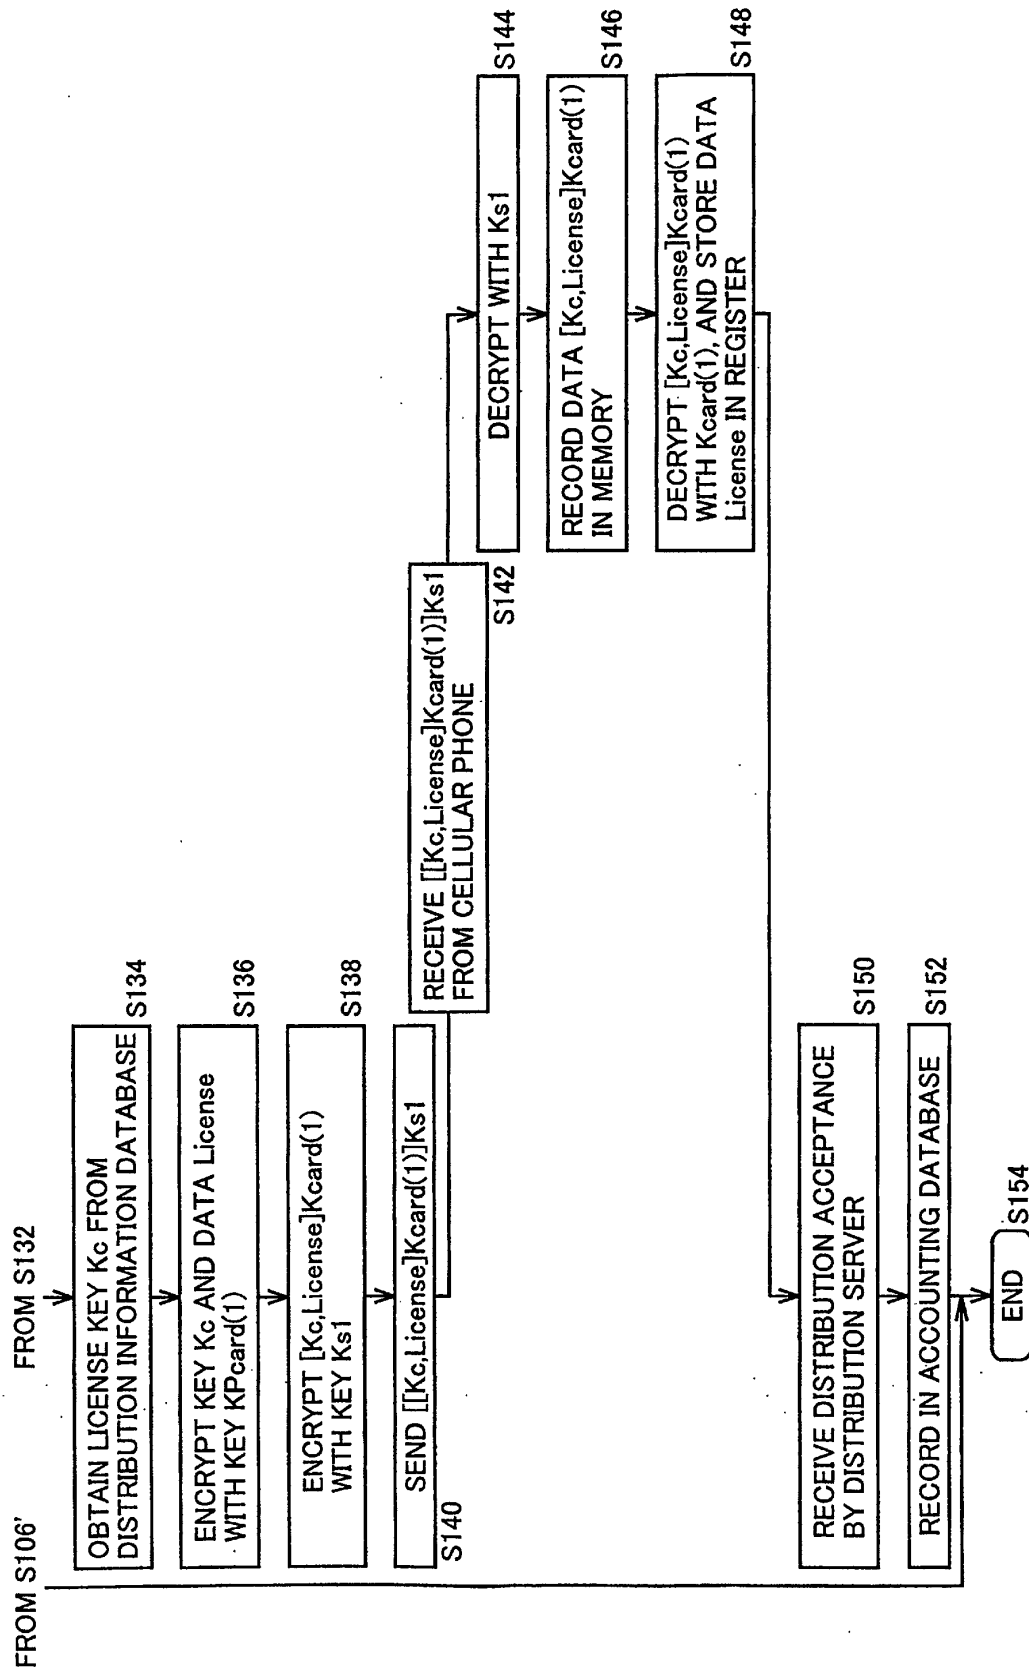 FROM S106'
FROM S132
OBTAIN LICENSE KEY Kc FROM
DISTRIBUTION INFORMATION DATABASE
S134
ENCRYPT KEY Kc AND DATA License
WITH KEY KPcard(1)
S136
ENCRYPT [Kc,License]Kcard(1)
WITH KEY Ks1
S138
SEND [[Kc,License]Kcard(1)]Ks1
S140
RECEIVE [[Kc,License]Kcard(1)]Ks1
FROM CELLULAR PHONE
S142
DECRYPT WITH Ks1
S144
RECORD DATA [Kc,License]Kcard(1)
IN MEMORY
S146
DECRYPT [Kc,License]Kcard(1)
WITH Kcard(1), AND STORE DATA
License IN REGISTER
S148
RECEIVE DISTRIBUTION ACCEPTANCE
BY DISTRIBUTION SERVER
S150
RECORD IN ACCOUNTING DATABASE
S152
END
S154